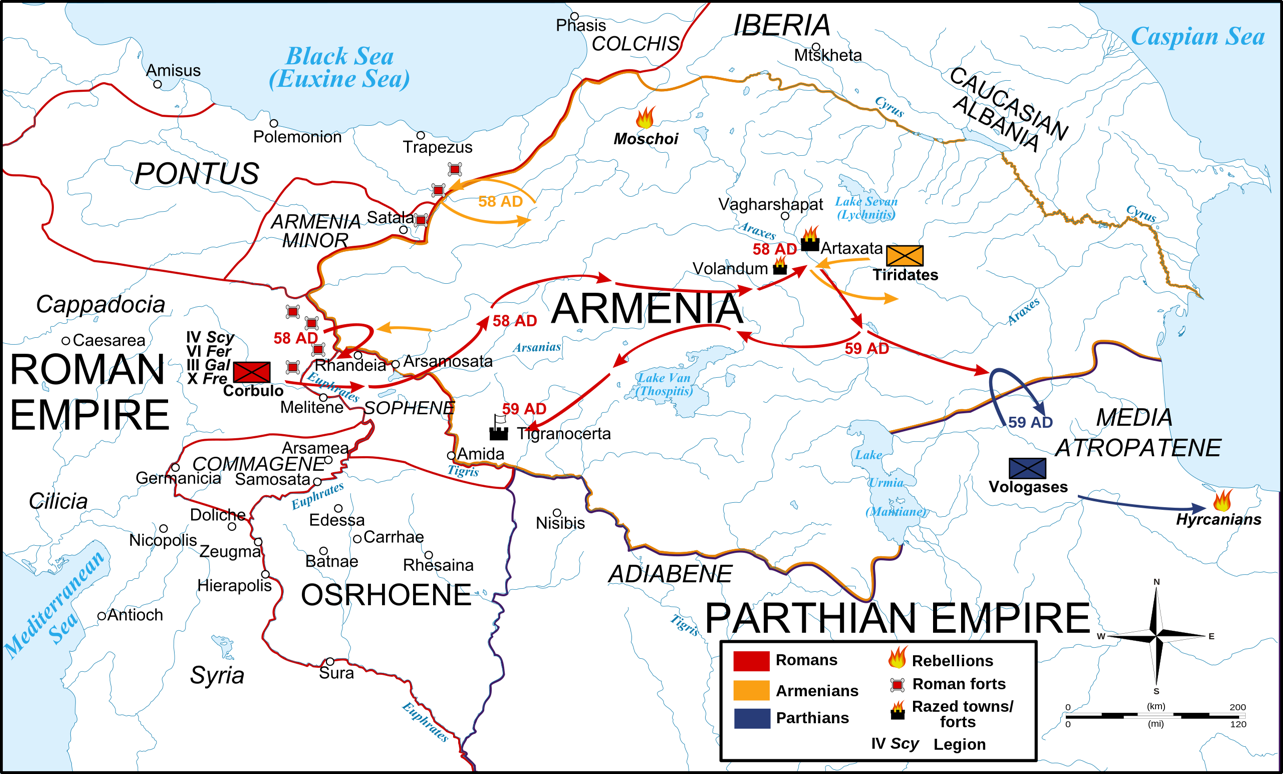 Phasis
COLCHIS
IBERIA
Mtskheta
Caspian Sea
Black Sea
(Euxine Sea)
Amisus
CAUCASIAN
ALBANIA
Cyrus
Polemonion
Trapezus
Moschoi
PONTUS
58 AD
Vagharshapat
Lake Sevan
(Lychnitis)
Cyrus
ARMENIA
MINOR
Satala
Araxes
58 AD
Artaxata
Volandum
Tiridates
Cappadocia
ARMENIA
Araxes
58 AD
58 AD
Caesarea
IV Scy
VI Fer
III Gal
X Fre
Corbulo
Arsanias
59 AD
ROMAN
EMPIRE
Rhandeia
Arsamosata
Euphrates
Lake Van
(Thospitis)
Melitene
SOPHENE
59 AD
Tigranocerta
59 AD
MEDIA
ATROPATENE
Arsamea
COMMAGENE
Germanicia
Samosata
Amida
Tigris
Lake
Urmia
(Mantiane)
Vologases
Cilicia
Euphrates
Hyrcanians
Doliche
Edessa
Nisibis
Nicopolis
Zeugma
Carrhae
Batnae
Rhesaina
Hierapolis
ADIABENE
OSRHOENE
Mediterranean
Sea
Antioch
PARTHIAN EMPIRE
Tigris
Syria
Sura
Euphrates
Romans
Armenians
Parthians
Rebellions
Roman forts
Razed towns/
forts
IV Scy Legion
N
W E
S
0 (km) 200
0 (mi) 120